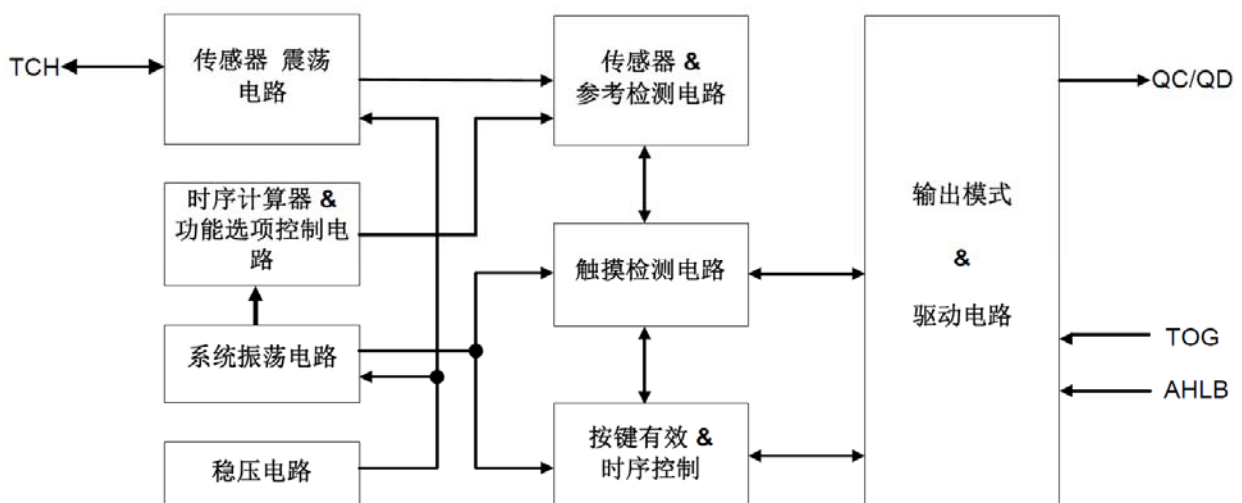 TCH
传感器 震荡
电路
传感器 &
参考检测电路
QC/QD
时序计算器 &
功能选项控制电
路
触摸检测电路
输出模式
&
驱动电路
系统振荡电路
TOG
AHLB
稳压电路
按键有效 &
时序控制